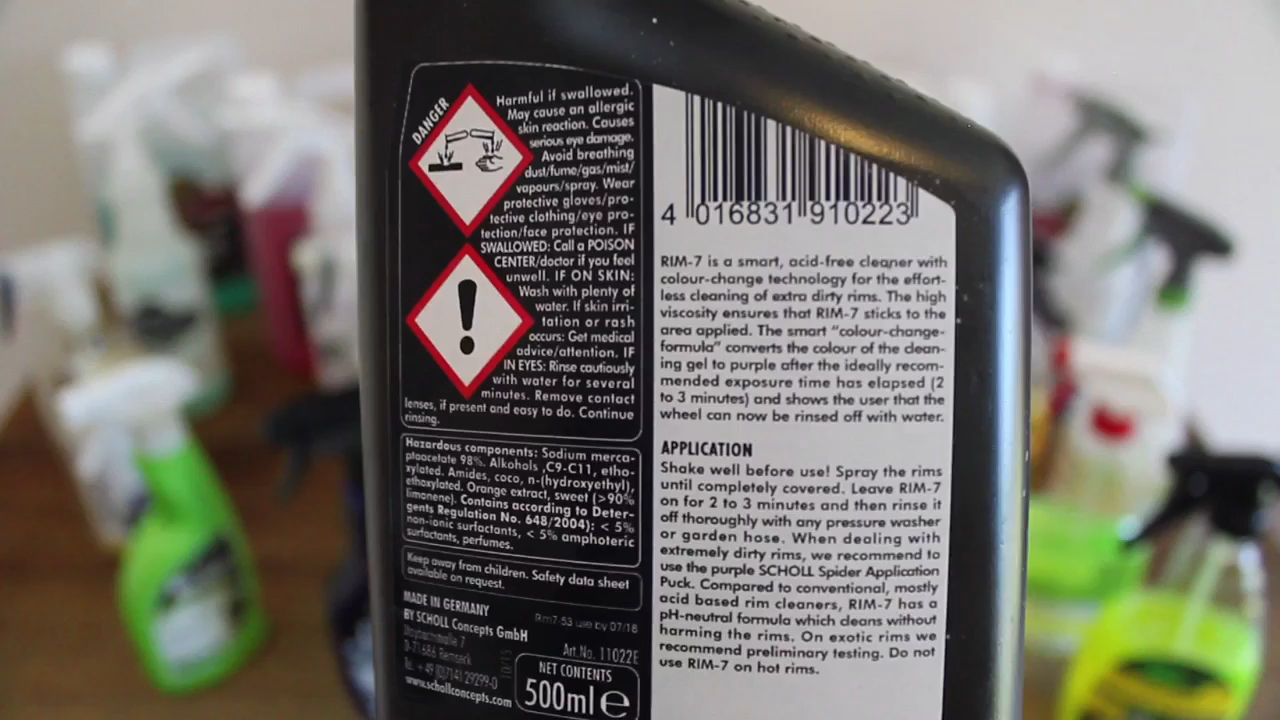 DANGER
Harmful if swallowed.
May cause an allergic
skin reaction. Causes
serious eye damage.
Avoid breathing
dust/fume/gas/mist/
vapours/spray. Wear
protective gloves/pro-
tective clothing/eye pro-
tection/face protection. IF
SWALLOWED: Call a POISON
CENTER/doctor if you feel
unwell. IF ON SKIN:
Wash with plenty of
water. If skin irri-
tation or rash
occurs: Get medical
advice/attention. IF
IN EYES: Rinse cautiously
with water for several
minutes. Remove contact
lenses, if present and easy to do. Continue
rinsing.
Hazardous components: Sodium merca-
ptoacetate 98%. Alkohols ,C9-C11, etho-
xylated. Amides, coco, n-(hydroxyethyl),
ethoxylated. Orange extract, sweet (>90%
limonene). Contains according to Deter-
gents Regulation No. 648/2004): < 5%
non-ionic surfactants, < 5% amphoteric
surfactants, perfumes.
Keep away from children. Safety data sheet
available on request.
MADE IN GERMANY
BY SCHOLL Concepts GmbH
D-71686 Remseck
Tel. + 49 (0)7141 29299-0
www.schollconcepts.com
Rim7-53 use by 07/18
Art.No. 11022E
NET CONTENTS
500ml e
4 016831 910223
RIM-7 is a smart, acid-free cleaner with
colour-change technology for the effort-
less cleaning of extra dirty rims. The high
viscosity ensures that RIM-7 sticks to the
area applied. The smart "colour-change-
formula" converts the colour of the clean-
ing gel to purple after the ideally recom-
mended exposure time has elapsed (2
to 3 minutes) and shows the user that the
wheel can now be rinsed off with water.
APPLICATION
Shake well before use! Spray the rims
until completely covered. Leave RIM-7
on for 2 to 3 minutes and then rinse it
off thoroughly with any pressure washer
or garden hose. When dealing with
extremely dirty rims, we recommend to
use the purple SCHOLL Spider Application
Puck. Compared to conventional, mostly
acid based rim cleaners, RIM-7 has a
pH-neutral formula which cleans without
harming the rims. On exotic rims we
recommend preliminary testing. Do not
use RIM-7 on hot rims.